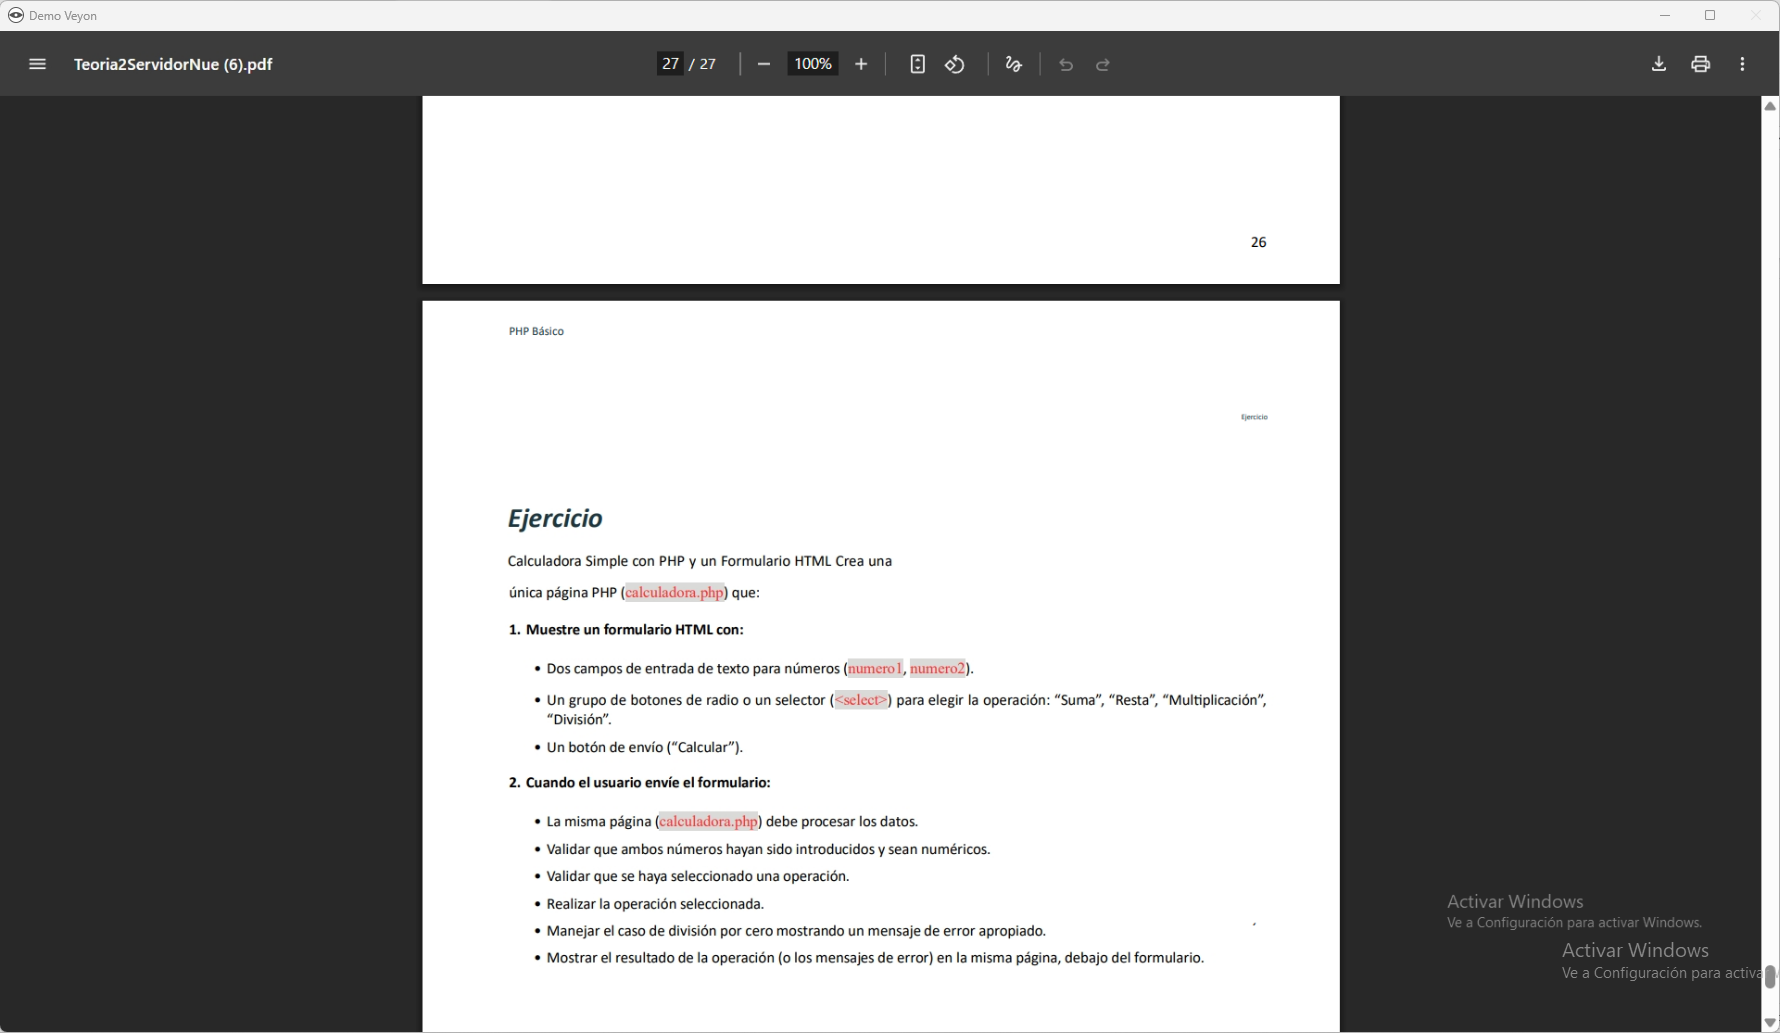 Demo Veyon
Teoria2ServidorNue (6).pdf
27 / 27
100%
26
PHP Básico
Ejercicio
Ejercicio
Calculadora Simple con PHP y un Formulario HTML Crea una
única página PHP (calculadora.php) que:
1. Muestre un formulario HTML con:
• Dos campos de entrada de texto para números (numero1, numero2).
• Un grupo de botones de radio o un selector (<select>) para elegir la operación: “Suma”, “Resta”, “Multiplicación”,
“División”.
• Un botón de envío (“Calcular”).
2. Cuando el usuario envíe el formulario:
• La misma página (calculadora.php) debe procesar los datos.
• Validar que ambos números hayan sido introducidos y sean numéricos.
• Validar que se haya seleccionado una operación.
• Realizar la operación seleccionada.
• Manejar el caso de división por cero mostrando un mensaje de error apropiado.
• Mostrar el resultado de la operación (o los mensajes de error) en la misma página, debajo del formulario.
Activar Windows
Ve a Configuración para activar Windows.
Activar Windows
Ve a Configuración para activa